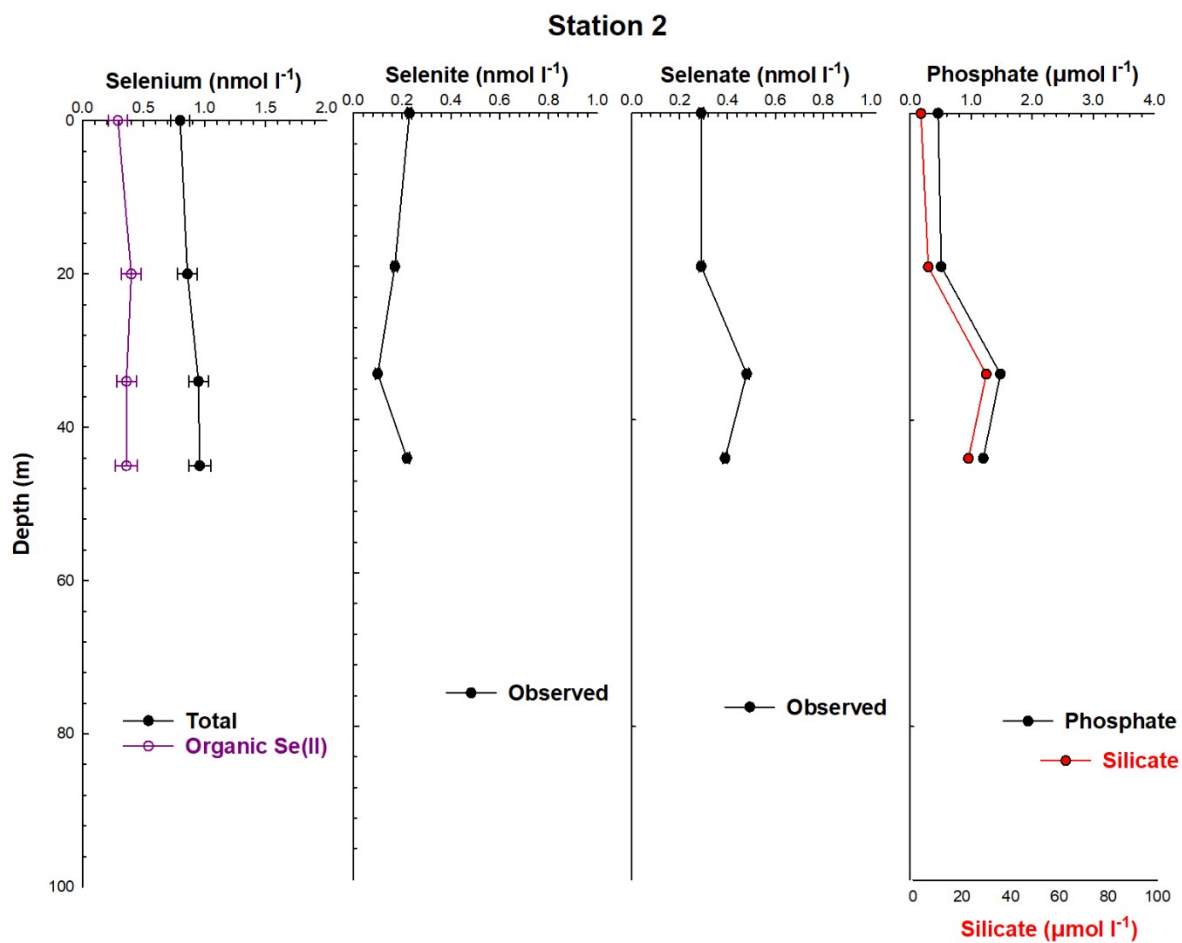 Station 2
Selenium (nmol l⁻¹)
0.0 0.5 1.0 1.5 2.0
Selenite (nmol l⁻¹)
0.0 0.2 0.4 0.6 0.8 1.0
Selenate (nmol l⁻¹)
0.0 0.2 0.4 0.6 0.8 1.0
Phosphate (µmol l⁻¹)
0.0 1.0 2.0 3.0 4.0
0
20
40
60
80
100
Depth (m)
Total
Organic Se(II)
Observed
Observed
Phosphate
Silicate
0 20 40 60 80 100
Silicate (µmol l⁻¹)